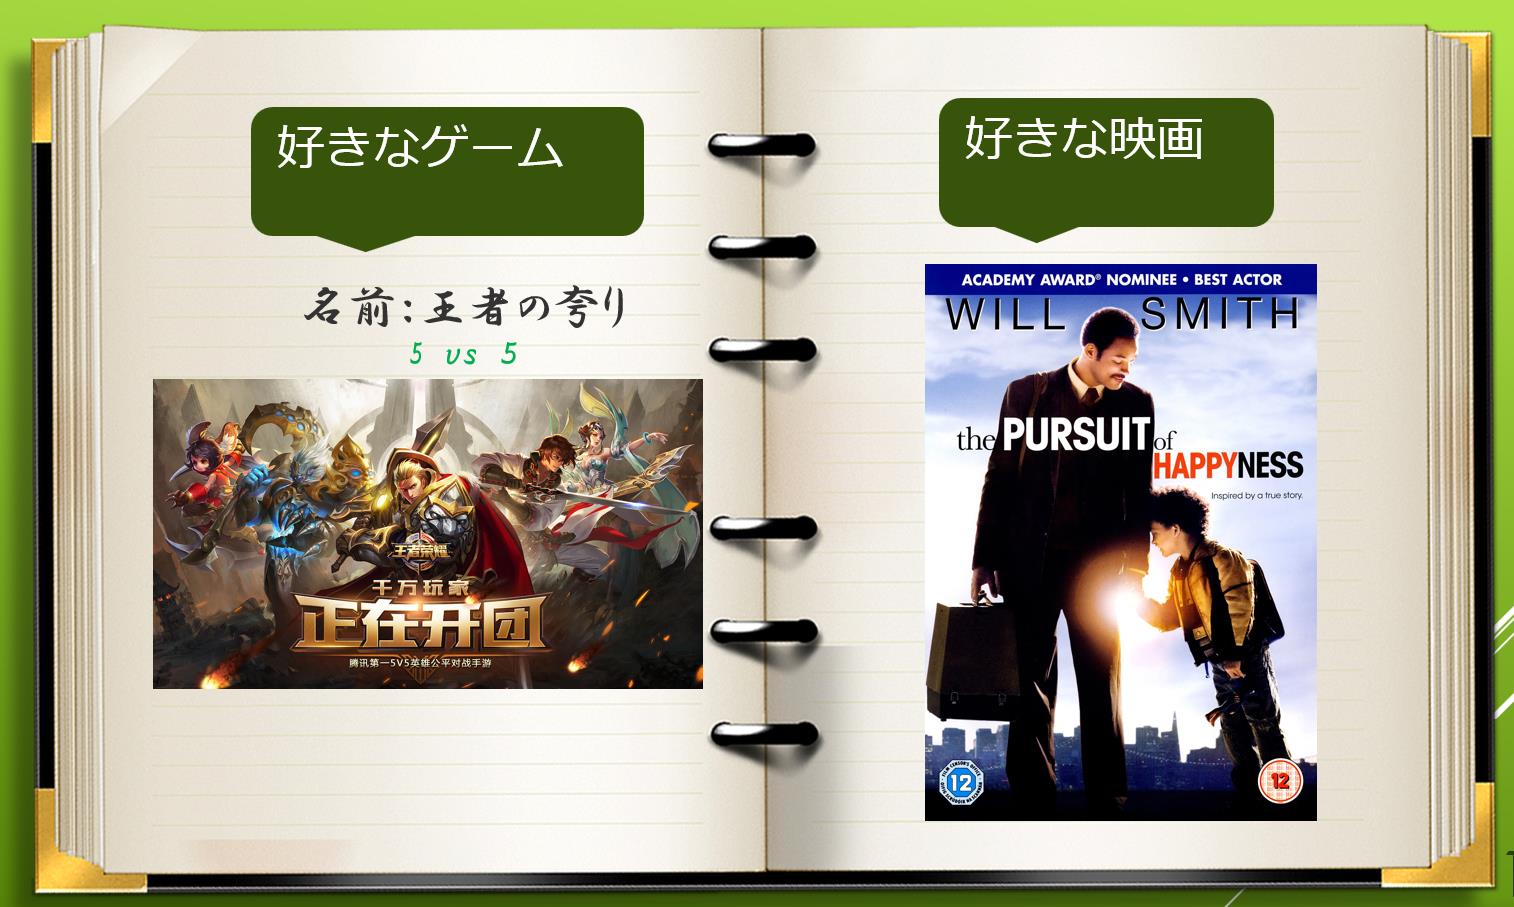 好きなゲーム
名前:王者の夸り
5 vs 5
王者荣耀
千万玩家
正在开团
腾讯第一5V5英雄公平对战手游
好きな映画
ACADEMY AWARD® NOMINEE • BEST ACTOR
WILL SMITH
the PURSUIT of
HAPPYNESS
Inspired by a true story.
12
12